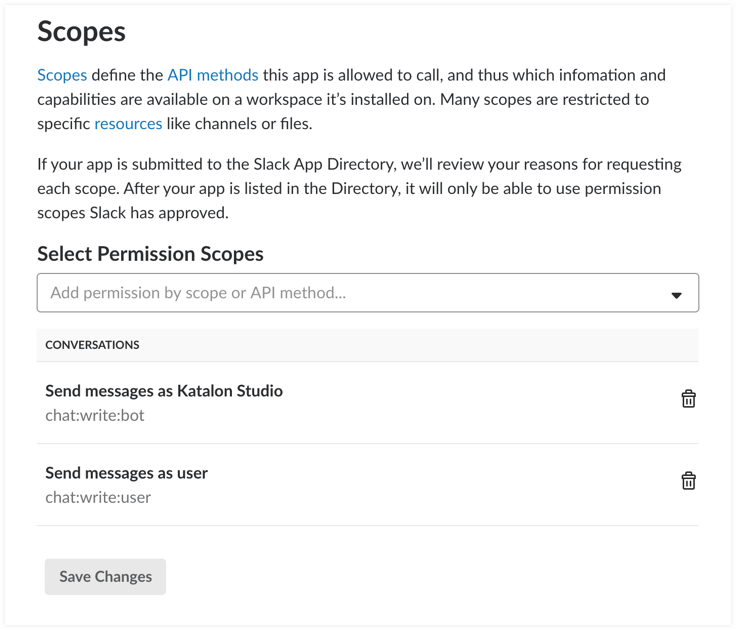 Scopes
Scopes define the API methods this app is allowed to call, and thus which infomation and
capabilities are available on a workspace it's installed on. Many scopes are restricted to
specific resources like channels or files.
If your app is submitted to the Slack App Directory, we'll review your reasons for requesting
each scope. After your app is listed in the Directory, it will only be able to use permission
scopes Slack has approved.
Select Permission Scopes
Add permission by scope or API method...
CONVERSATIONS
Send messages as Katalon Studio
chat:write:bot
Send messages as user
chat:write:user
Save Changes